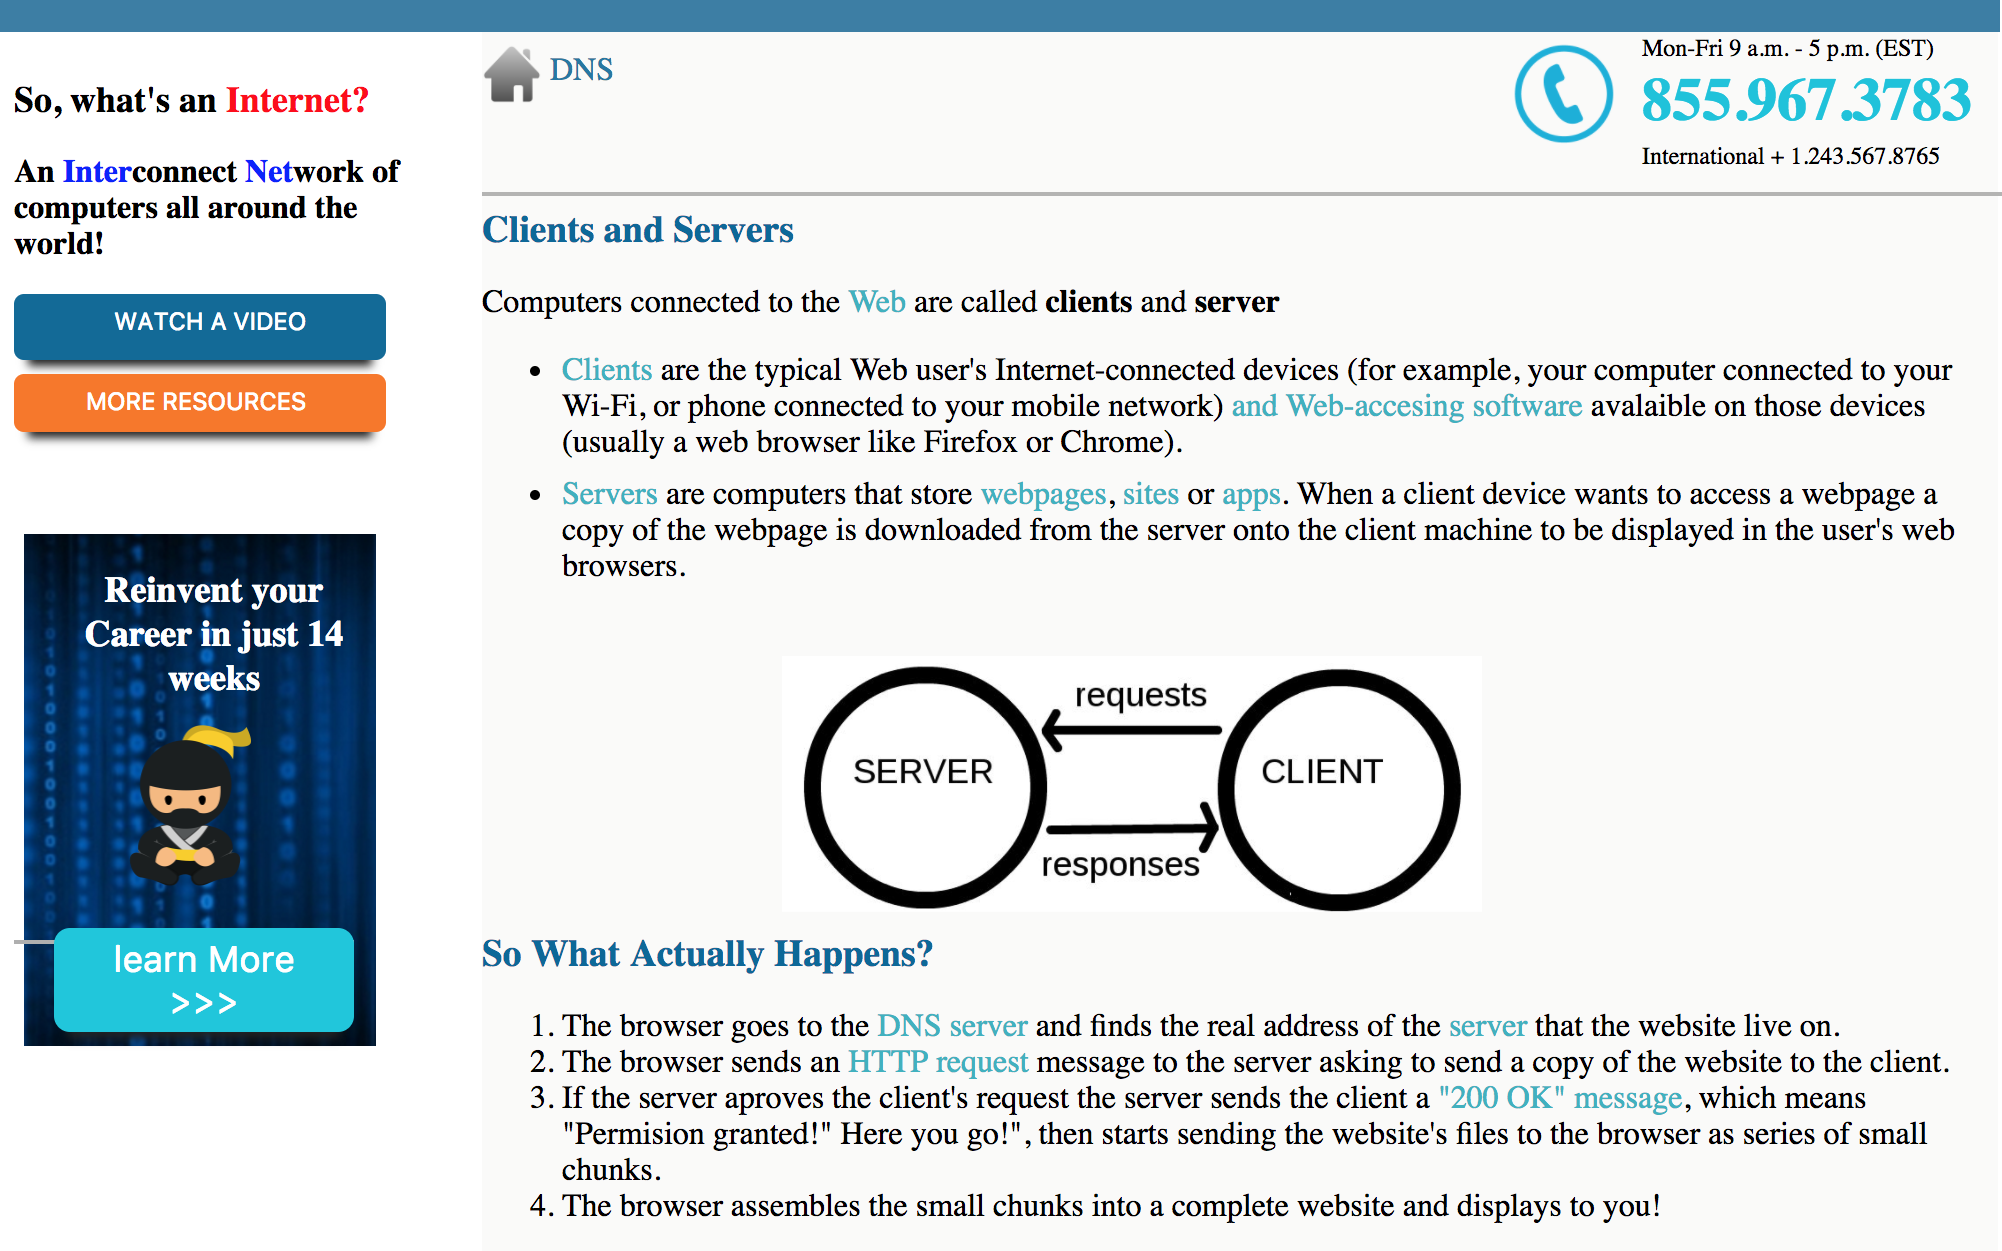 So, what's an Internet?
An Interconnect Network of
computers all around the
world!
WATCH A VIDEO
MORE RESOURCES
Reinvent your
Career in just 14
weeks
learn More
>>>
DNS
Mon-Fri 9 a.m. - 5 p.m. (EST)
855.967.3783
International + 1.243.567.8765
Clients and Servers
Computers connected to the Web are called clients and server
• Clients are the typical Web user's Internet-connected devices (for example, your computer connected to your
Wi-Fi, or phone connected to your mobile network) and Web-accesing software avalaible on those devices
(usually a web browser like Firefox or Chrome).
• Servers are computers that store webpages, sites or apps. When a client device wants to access a webpage a
copy of the webpage is downloaded from the server onto the client machine to be displayed in the user's web
browsers.
requests
SERVER
CLIENT
responses
So What Actually Happens?
1. The browser goes to the DNS server and finds the real address of the server that the website live on.
2. The browser sends an HTTP request message to the server asking to send a copy of the website to the client.
3. If the server aproves the client's request the server sends the client a "200 OK" message, which means
"Permision granted!" Here you go!", then starts sending the website's files to the browser as series of small
chunks.
4. The browser assembles the small chunks into a complete website and displays to you!